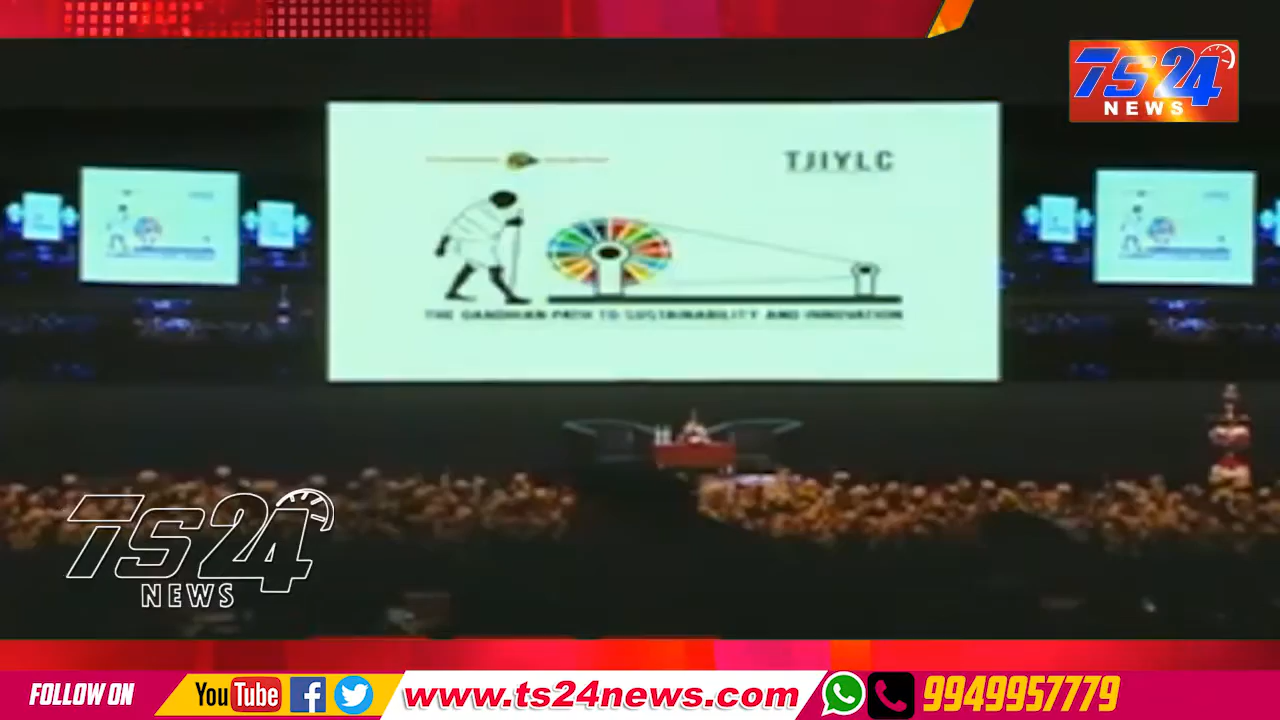 TS24
NEWS
TJIYLC
THE GANDHIAN PATH TO SUSTAINABILITY AND INNOVATION
TS24
NEWS
FOLLOW ON
YouTube
www.ts24news.com
9949957779